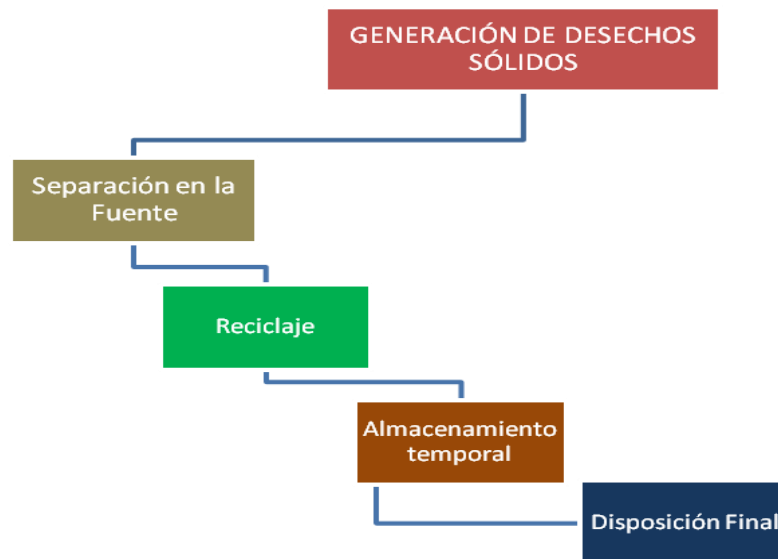 GENERACIÓN DE DESECHOS
SÓLIDOS
Separación en la
Fuente
Reciclaje
Almacenamiento
temporal
Disposición Final